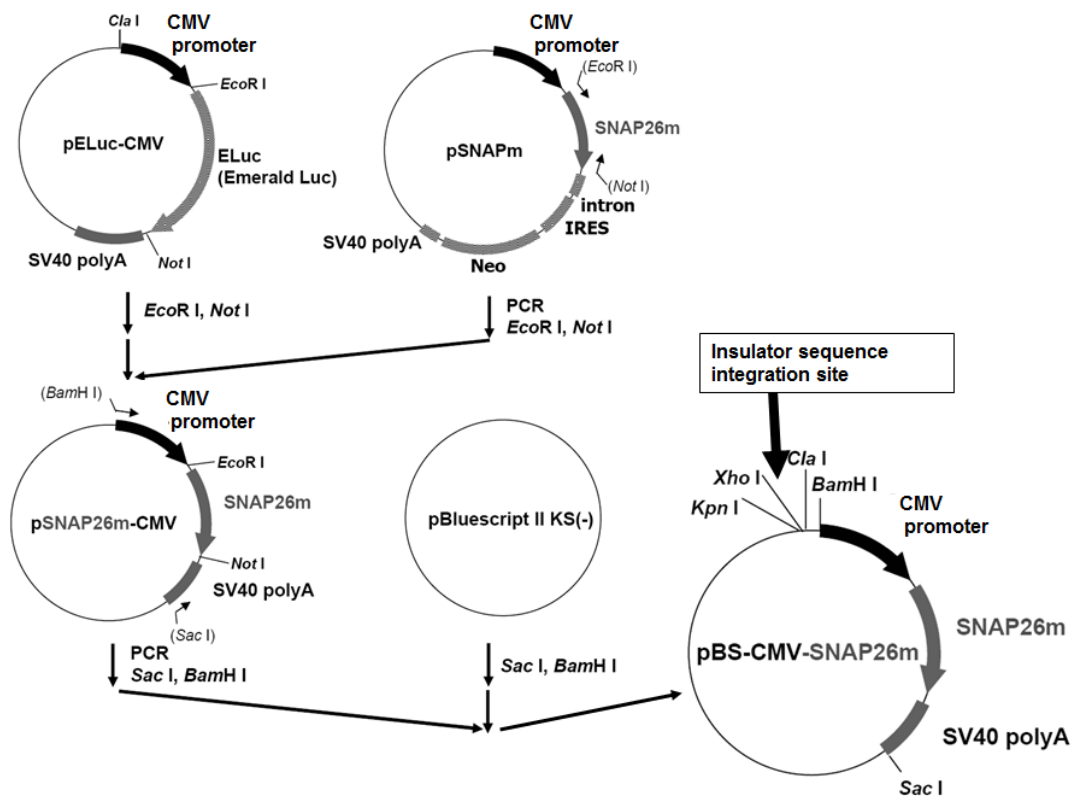 Cla I
CMV
promoter
EcoR I
pELuc-CMV
ELuc
(Emerald Luc)
SV40 polyA
Not I
CMV
promoter
(EcoR I)
SNAP26m
pSNAPm
(Not I)
intron
IRES
SV40 polyA
Neo
EcoR I, Not I
PCR
EcoR I, Not I
(BamH I)
CMV
promoter
EcoR I
SNAP26m
pSNAP26m-CMV
Not I
SV40 polyA
(Sac I)
PCR
Sac I, BamH I
pBluescript II KS(-)
Sac I, BamH I
Insulator sequence
integration site
Cla I
Xho I
BamH I
Kpn I
CMV
promoter
SNAP26m
pBS-CMV-SNAP26m
SV40 polyA
Sac I